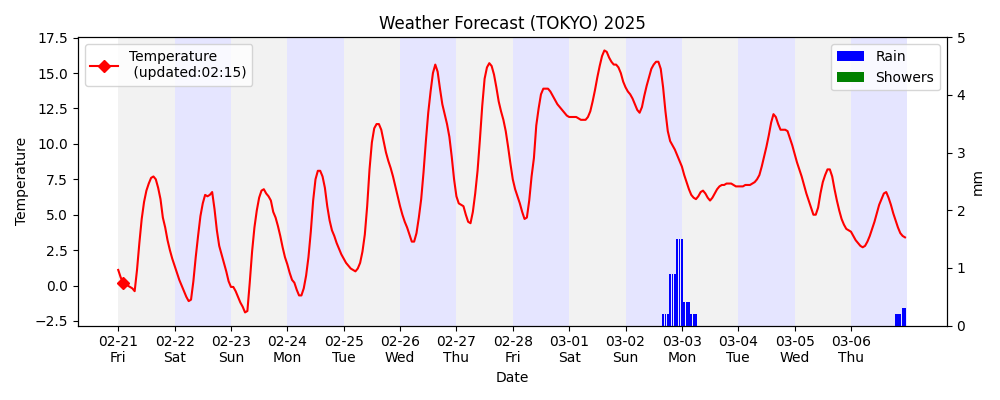 Weather Forecast (TOKYO) 2025
Temperature
(updated:02:15)
Rain
Showers
17.5
15.0
12.5
10.0
7.5
5.0
2.5
0.0
−2.5
Temperature
5
4
3
2
1
0
mm
02-21 02-22 02-23 02-24 02-25 02-26 02-27 02-28 03-01 03-02 03-03 03-04 03-05 03-06
Fri Sat Sun Mon Tue Wed Thu Fri Sat Sun Mon Tue Wed Thu
Date